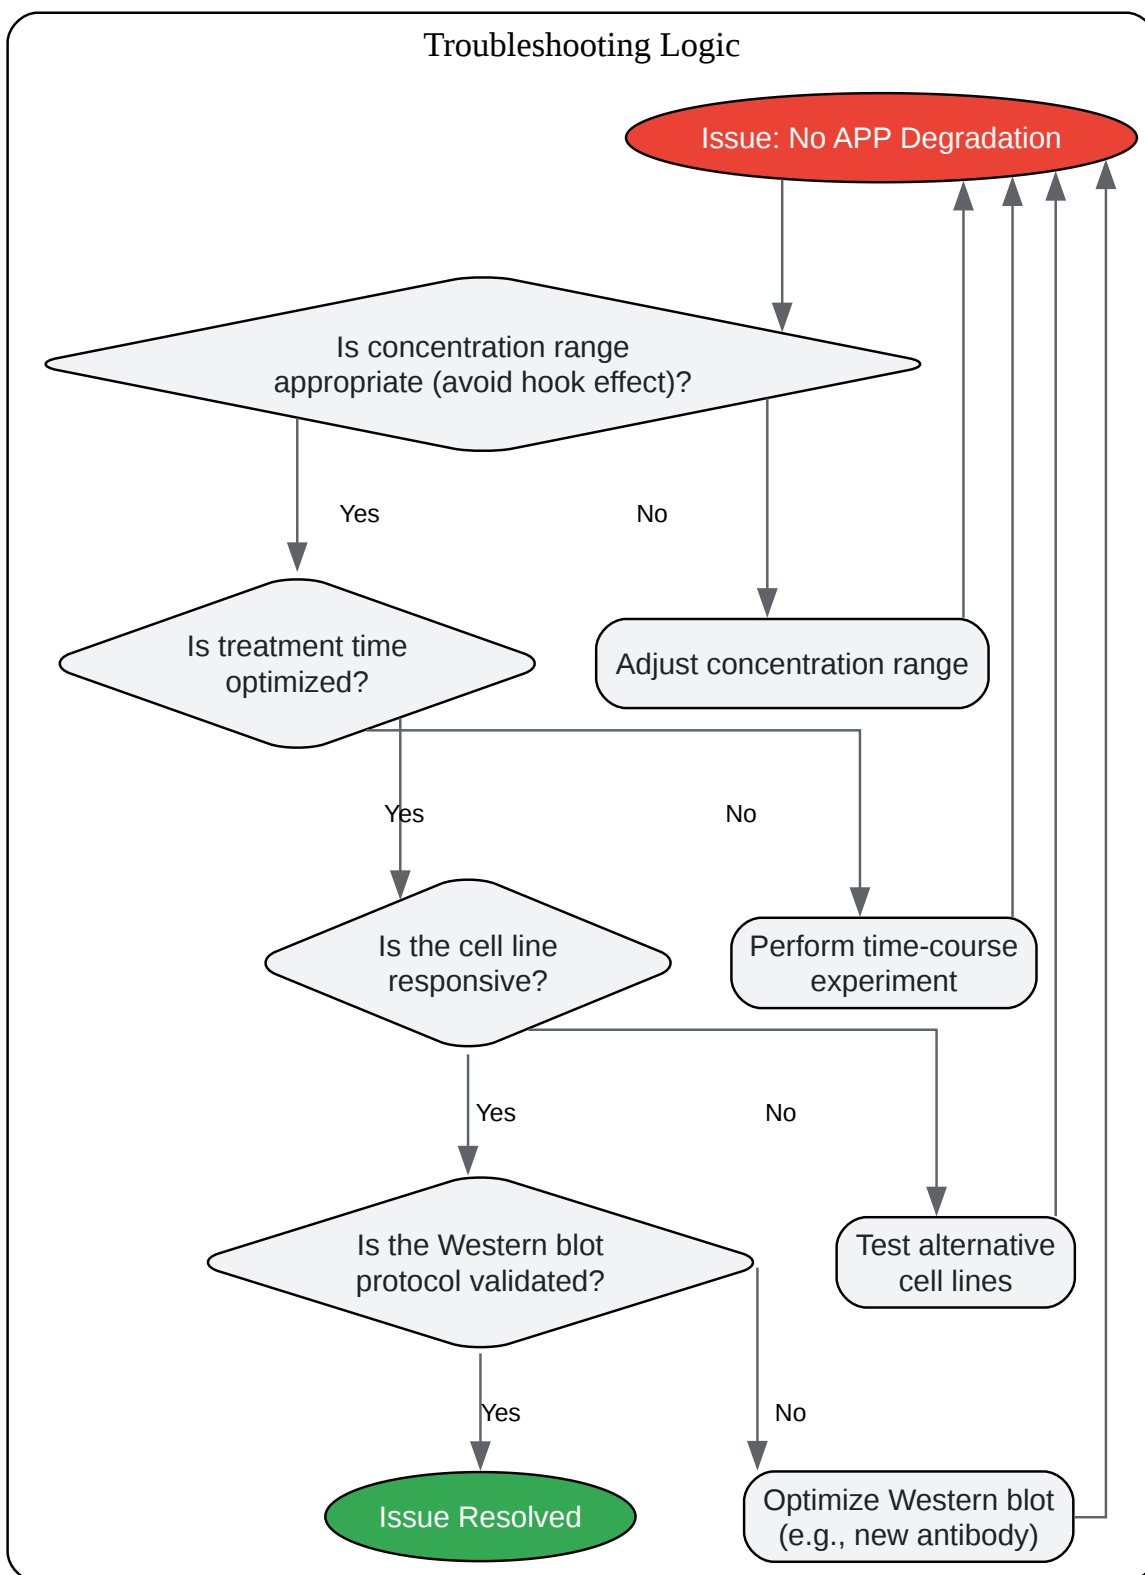 Troubleshooting Logic
Issue: No APP Degradation
Is concentration range
appropriate (avoid hook effect)?
Yes
No
Is treatment time
optimized?
Adjust concentration range
Yes
No
Is the cell line
responsive?
Perform time-course
experiment
Yes
No
Is the Western blot
protocol validated?
Test alternative
cell lines
Yes
No
Issue Resolved
Optimize Western blot
(e.g., new antibody)